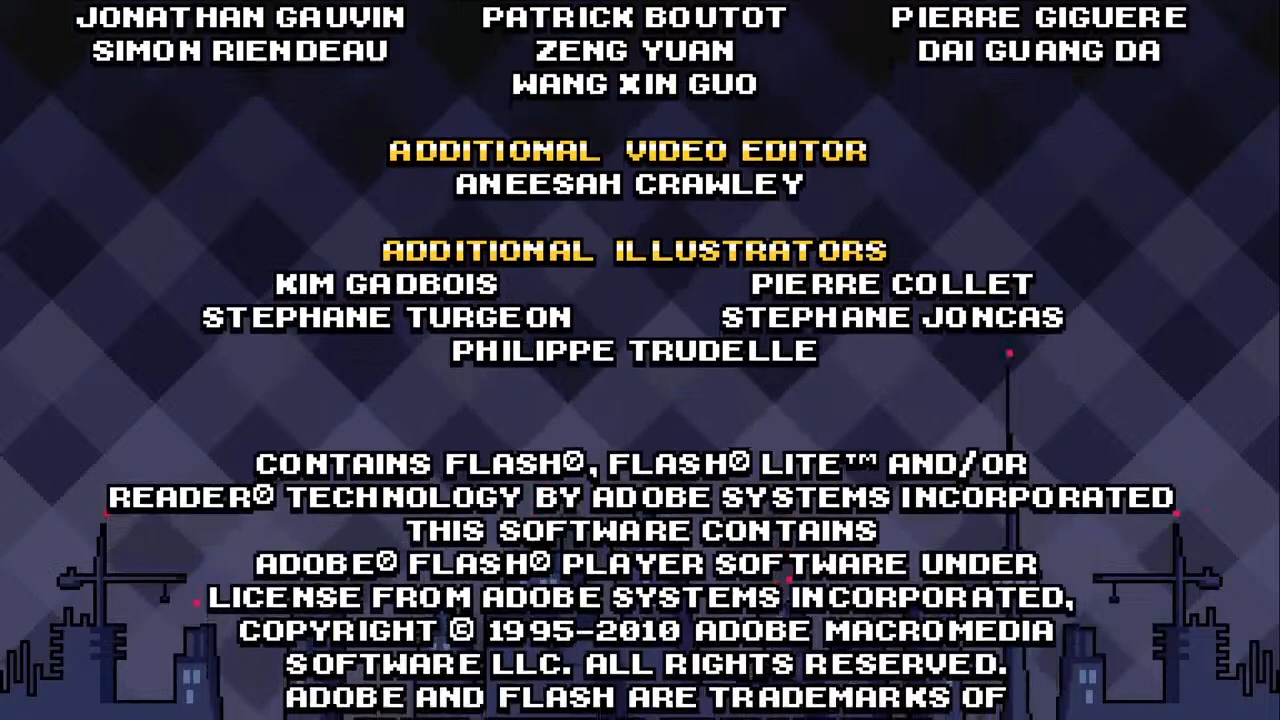 JONATHAN GAUVIN PATRICK BOUTOT PIERRE GIGUERE
SIMON RIENDEAU ZENG YUAN DAI GUANG DA
WANG XIN GUO
ADDITIONAL VIDEO EDITOR
ANEESAH CRAWLEY
ADDITIONAL ILLUSTRATORS
KIM GADBOIS PIERRE COLLET
STEPHANE TURGEON STEPHANE JONCAS
PHILIPPE TRUDELLE
CONTAINS FLASH®, FLASH® LITE™ AND/OR
READER® TECHNOLOGY BY ADOBE SYSTEMS INCORPORATED
THIS SOFTWARE CONTAINS
ADOBE® FLASH® PLAYER SOFTWARE UNDER
LICENSE FROM ADOBE SYSTEMS INCORPORATED,
COPYRIGHT © 1995-2010 ADOBE MACROMEDIA
SOFTWARE LLC. ALL RIGHTS RESERVED.
ADOBE AND FLASH ARE TRADEMARKS OF